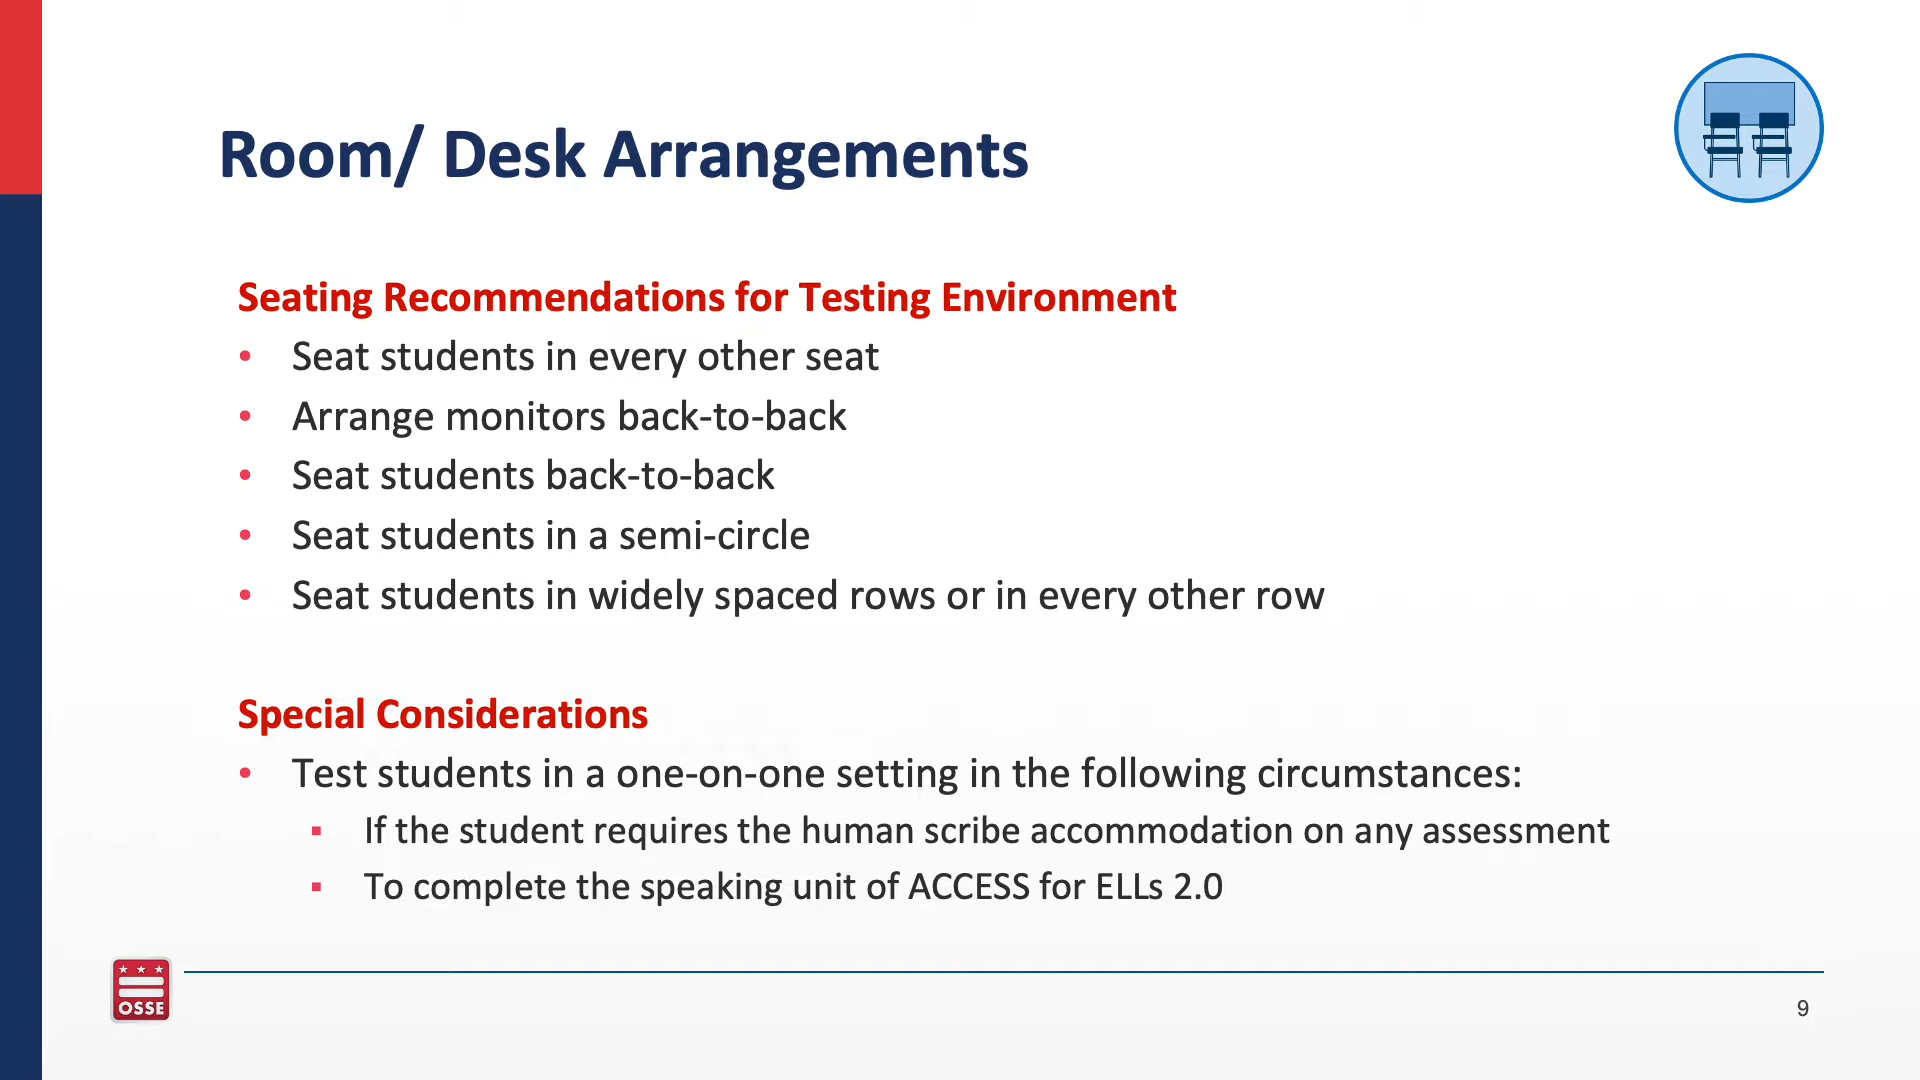 Room/ Desk Arrangements
Seating Recommendations for Testing Environment
• Seat students in every other seat
• Arrange monitors back-to-back
• Seat students back-to-back
• Seat students in a semi-circle
• Seat students in widely spaced rows or in every other row
Special Considerations
• Test students in a one-on-one setting in the following circumstances:
▪ If the student requires the human scribe accommodation on any assessment
▪ To complete the speaking unit of ACCESS for ELLs 2.0
OSSE
9